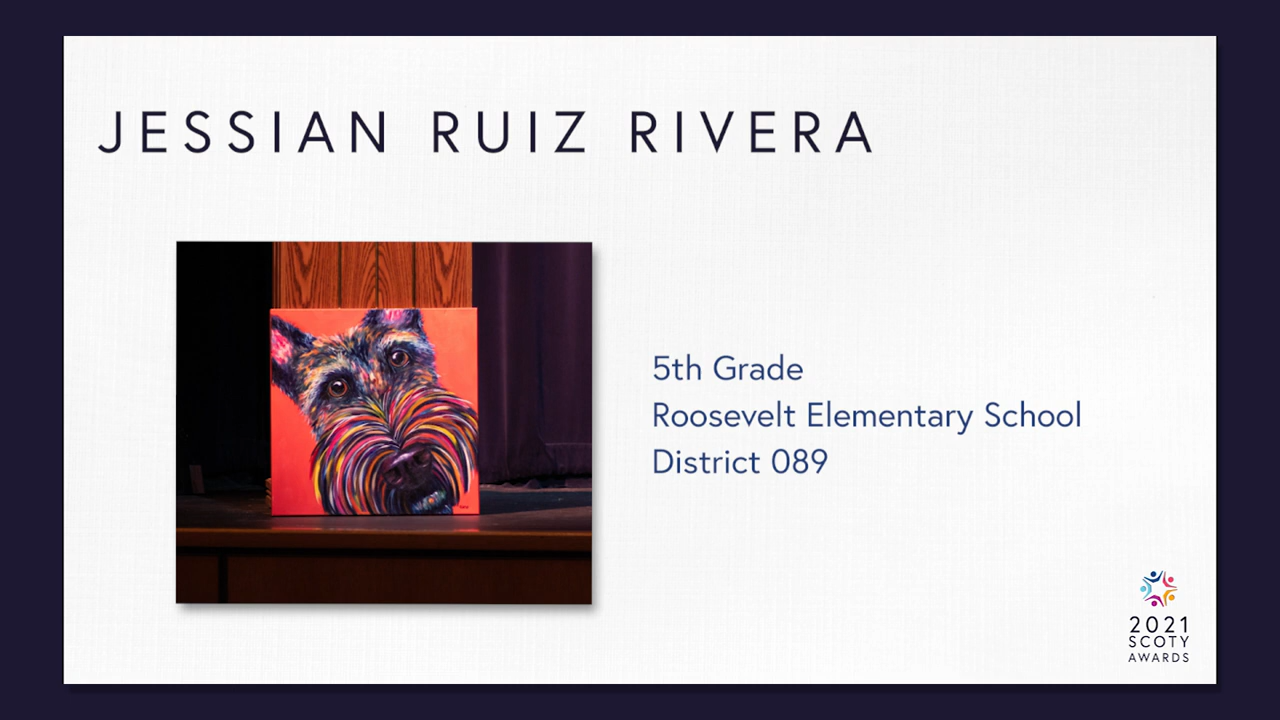 JESSIAN RUIZ RIVERA
5th Grade
Roosevelt Elementary School
District 089
2021
SCOTY
AWARDS